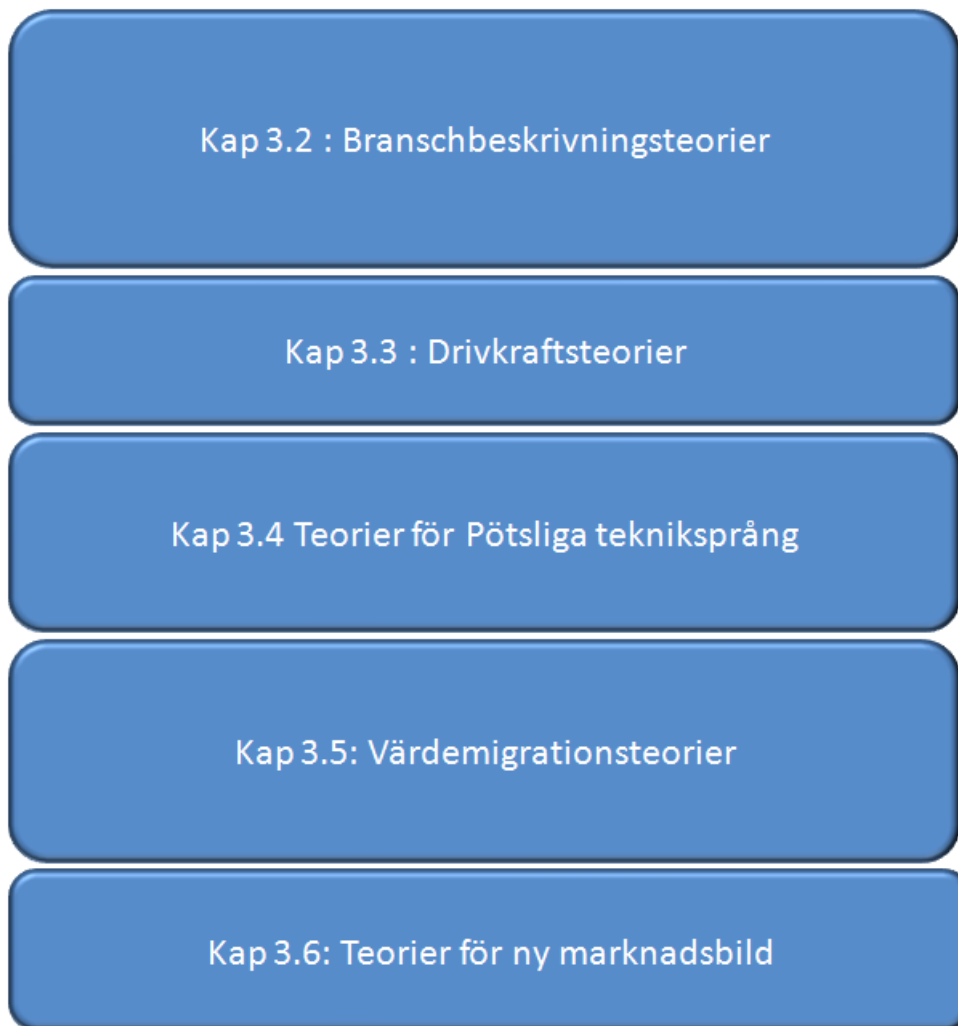 Kap 3.2 : Branschbeskrivningsteorier
Kap 3.3 : Drivkraftsteorier
Kap 3.4 Teorier för Pötsliga tekniksprång
Kap 3.5: Värdemigrationsteorier
Kap 3.6: Teorier för ny marknadsbild